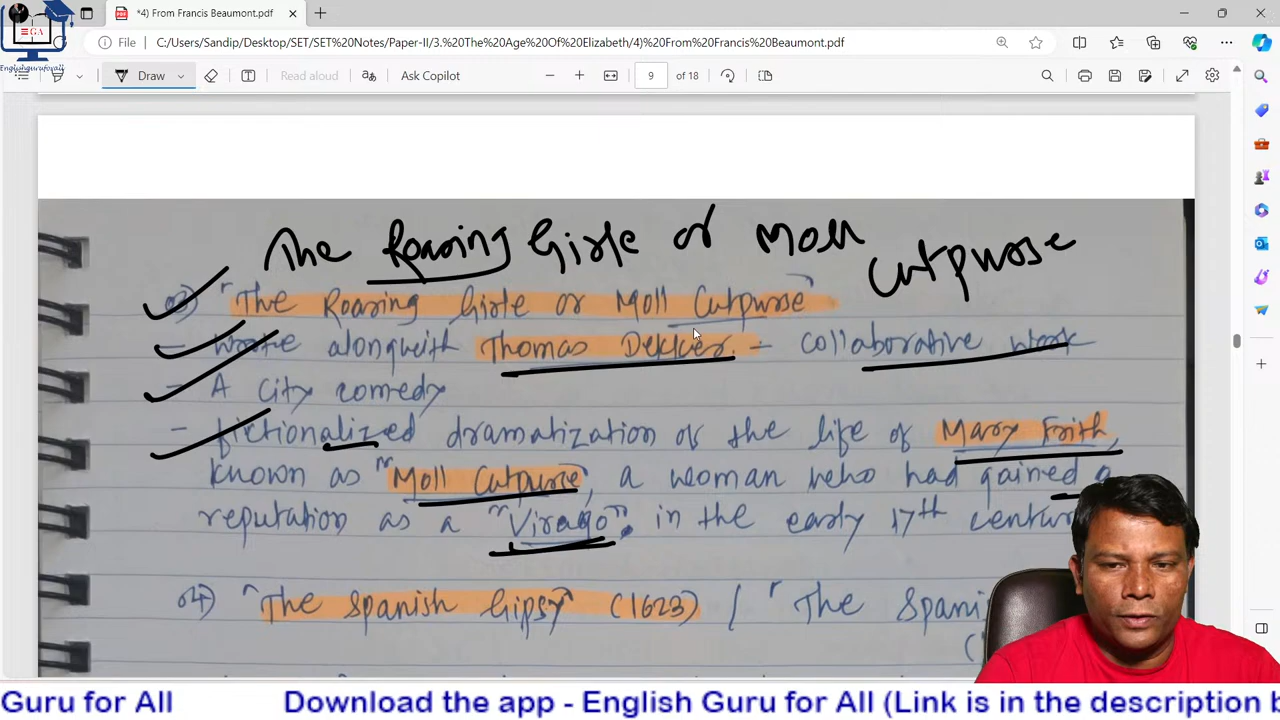 *4) From Francis Beaumont.pdf
EGA
Englishguruforall
File
C:/Users/Sandip/Desktop/SET/SET%20Notes/Paper-II/3,%20The%20Age%20Of%20Elizabeth/4)%20From%20Francis%20Beaumont.pdf
Draw
Read aloud
Ask Copilot
9 of 18
The Roaring Girle or Moll Cutpurse
"The Roaring Girle or Moll Cutpurse"
- Wrote alongwith Thomas Dekker - collaborative work
- A City comedy
- fictionalized dramatization of the life of Mary Frith,
known as "Moll Cutpurse", a woman who had gained a
reputation as a "Virago" in the early 17th centur
04) "The Spanish Gipsy" (1623) / "The Spani
Guru for All
Download the app - English Guru for All (Link is in the description b